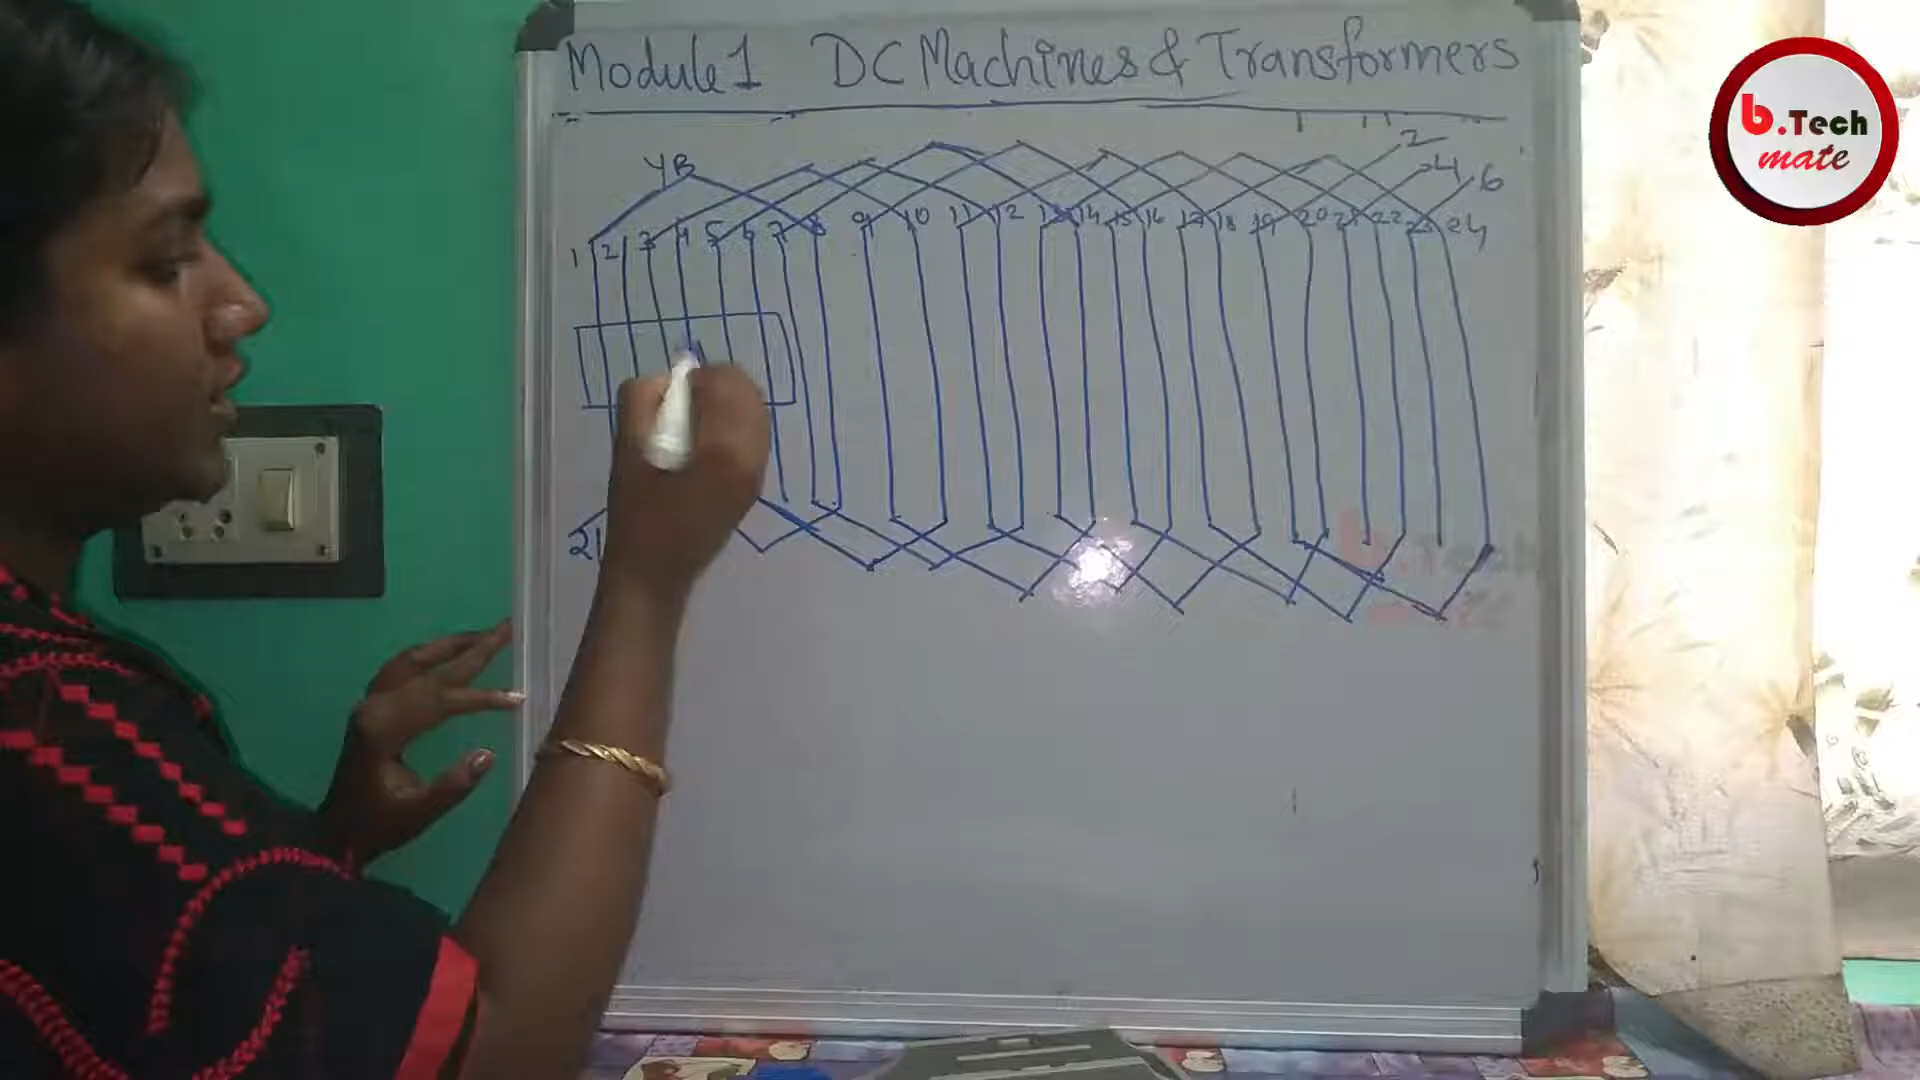 Module 1 DC Machines & Transformers
b.Tech
mate
YB
2
4
6
1 2 3 4 5 6 7 8 9 10 11 12 13 14 15 16 17 18 19 20 21 22 23 24
21